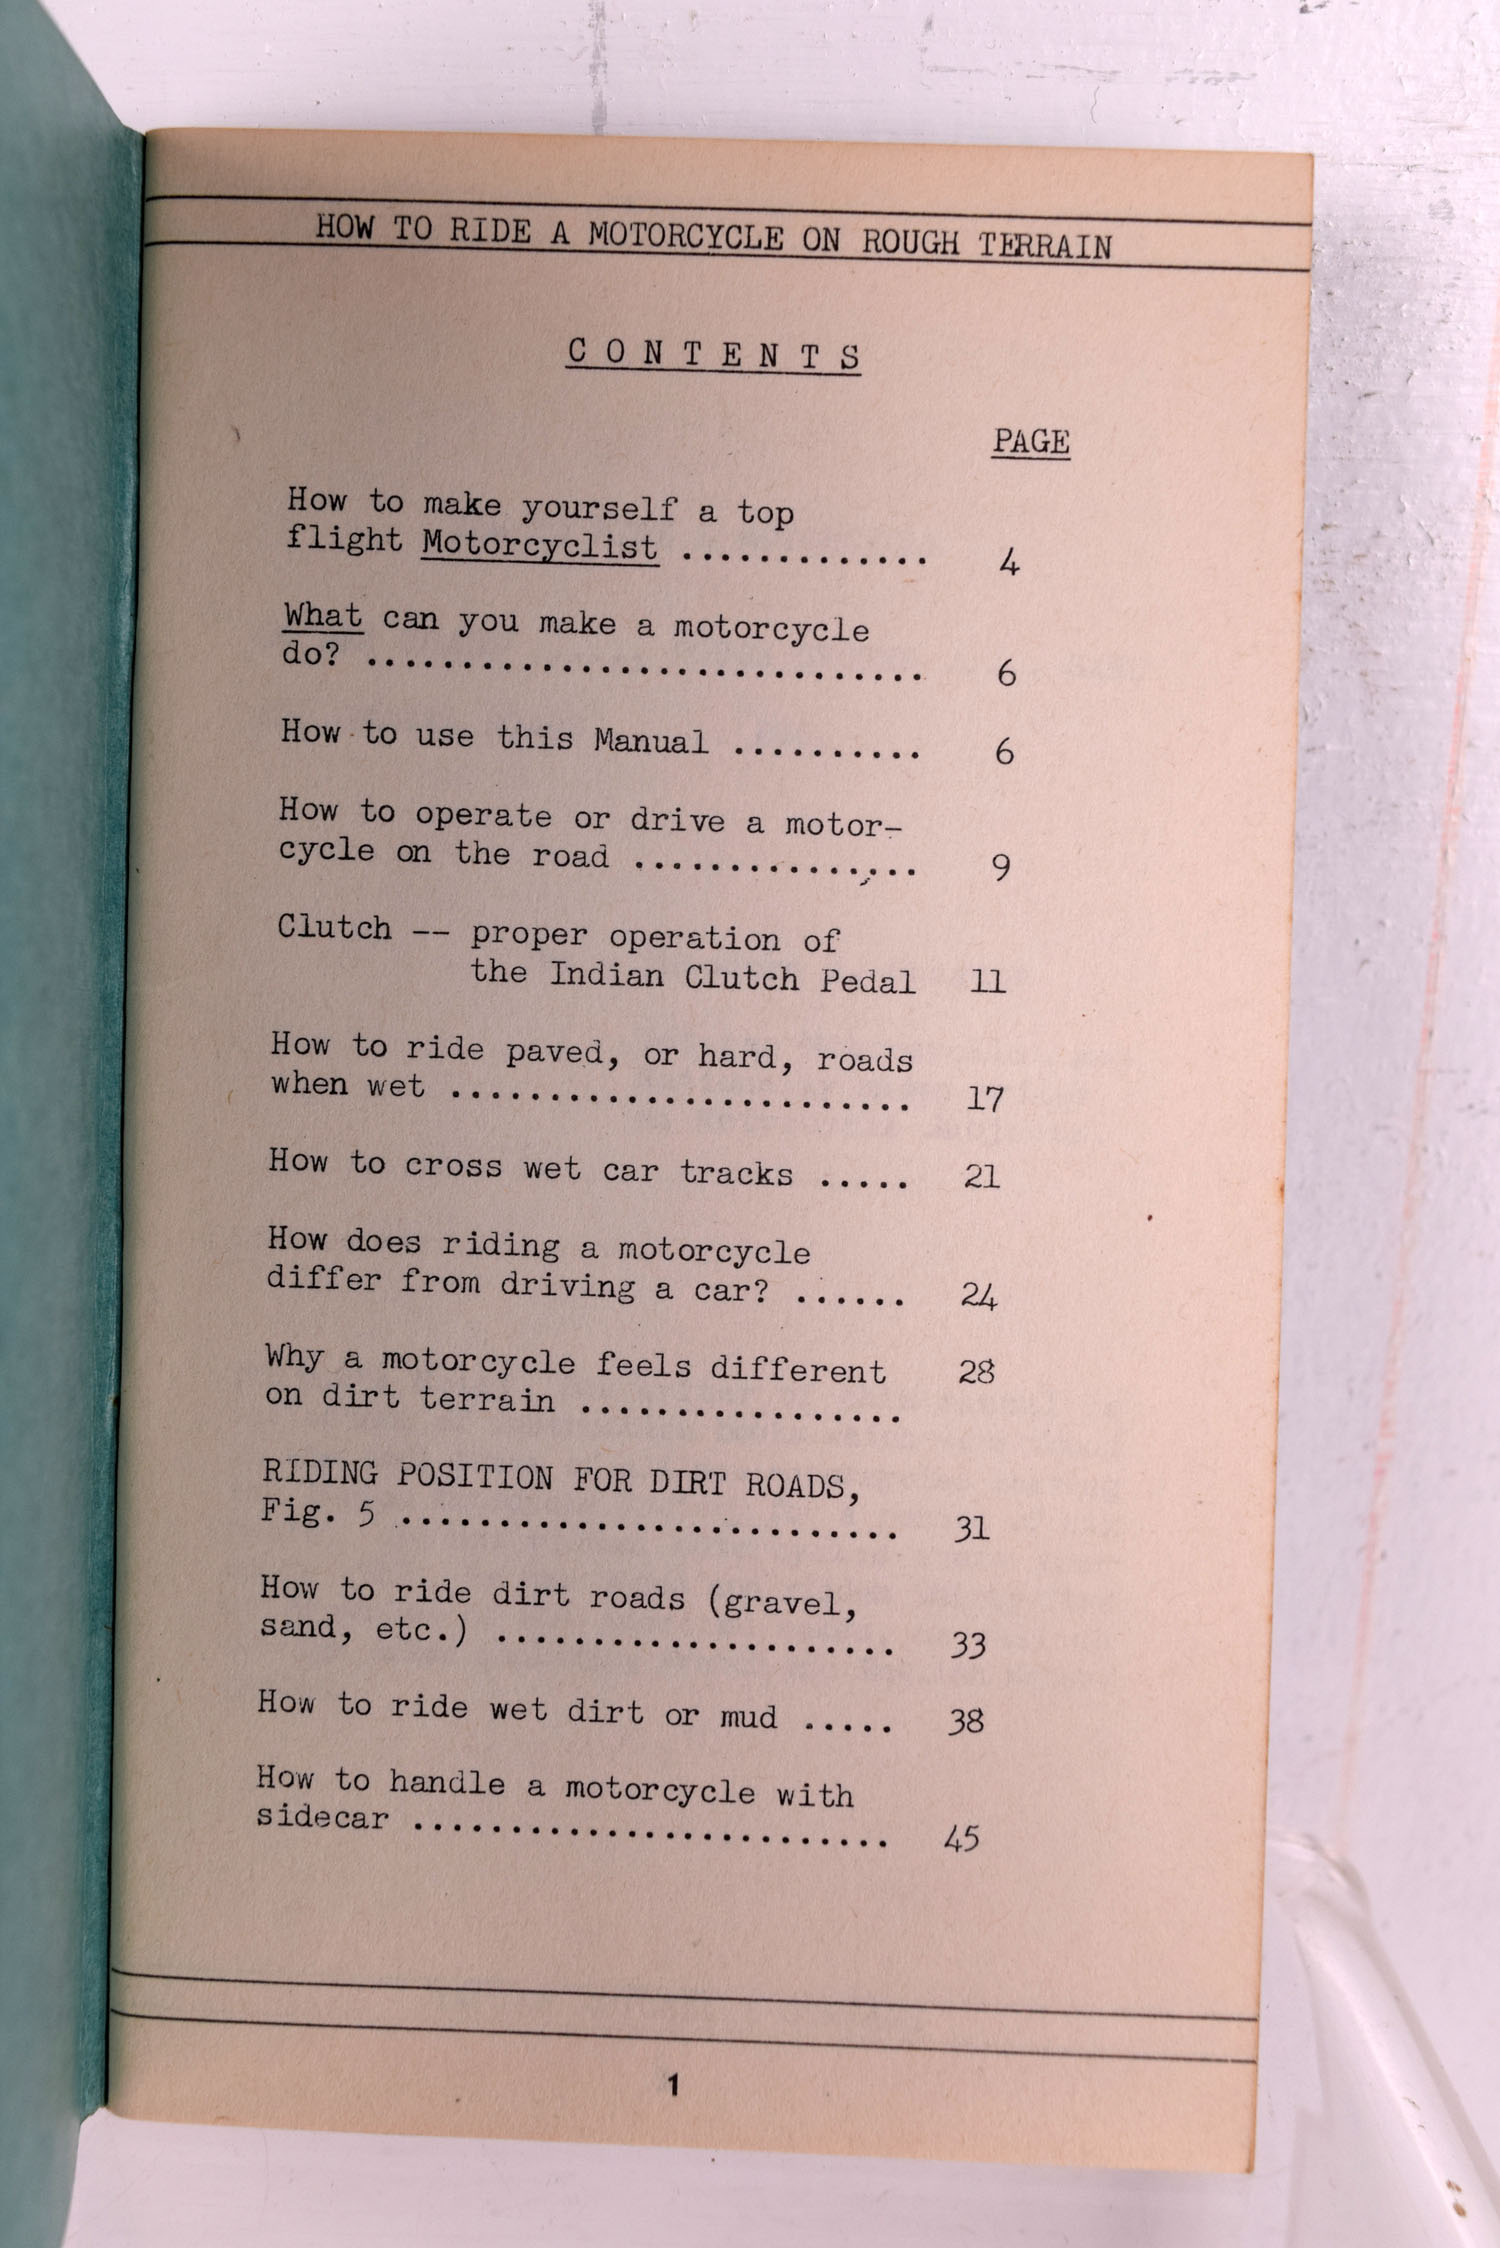 HOW TO RIDE A MOTORCYCLE ON ROUGH TERRAIN
CONTENTS
PAGE
How to make yourself a top
flight Motorcyclist ............. 4
What can you make a motorcycle
do? ............................. 6
How to use this Manual .......... 6
How to operate or drive a motor-
cycle on the road ............... 9
Clutch -- proper operation of
the Indian Clutch Pedal 11
How to ride paved, or hard, roads
when wet ........................ 17
How to cross wet car tracks ..... 21
How does riding a motorcycle
differ from driving a car? ...... 24
Why a motorcycle feels different 28
on dirt terrain .................
RIDING POSITION FOR DIRT ROADS,
Fig. 5 .......................... 31
How to ride dirt roads (gravel,
sand, etc.) ..................... 33
How to ride wet dirt or mud ..... 38
How to handle a motorcycle with
sidecar ......................... 45
1